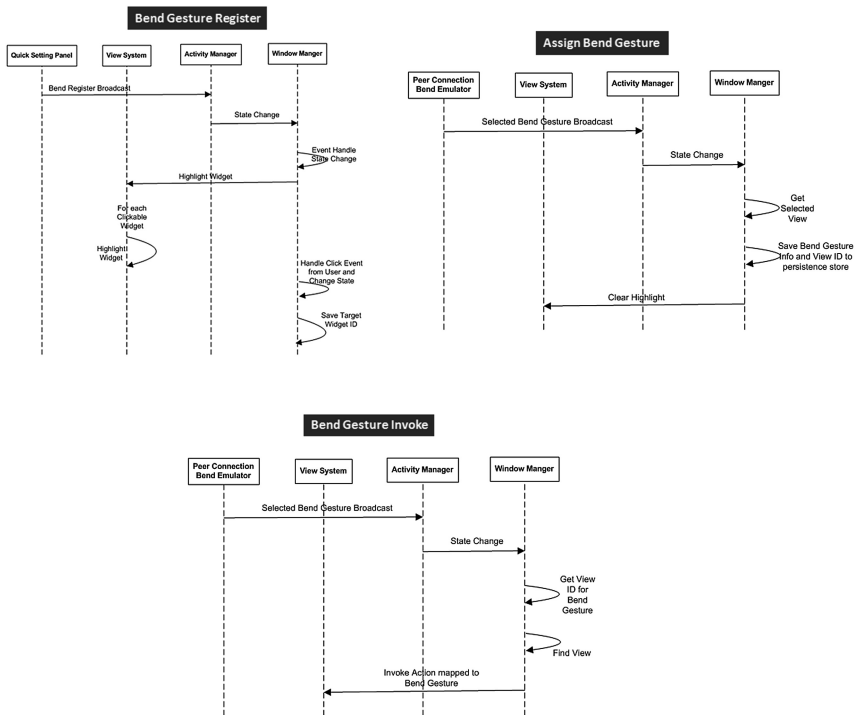 Bend Gesture Register
Quick Setting Panel
View System
Activity Manager
Window Manger
Bend Register Broadcast
State Change
Event Handle
State Change
Highlight Widget
For each
Clickable
Widget
Highlight
Widget
Handle Click Event
from User and
Change State
Save Target
Widget ID
Assign Bend Gesture
Peer Connection
Bend Emulator
View System
Activity Manager
Window Manger
Selected Bend Gesture Broadcast
State Change
Get
Selected
View
Save Bend Gesture
Info and View ID to
persistence store
Clear Highlight
Bend Gesture Invoke
Peer Connection
Bend Emulator
View System
Activity Manager
Window Manger
Selected Bend Gesture Broadcast
State Change
Get View
ID for
Bend
Gesture
Find View
Invoke Action mapped to
Bend Gesture